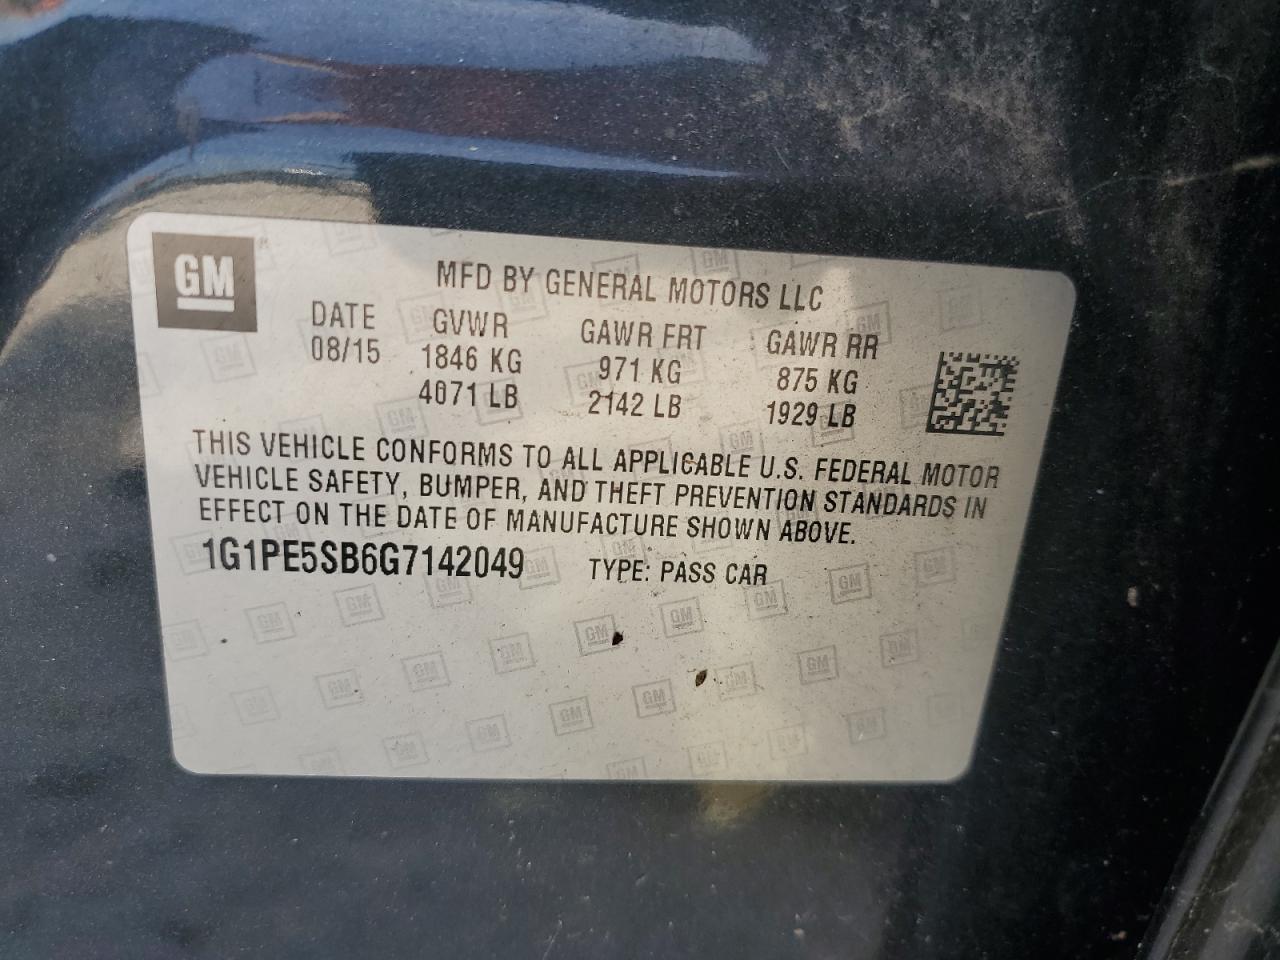 GM
MFD BY GENERAL MOTORS LLC
DATE GVWR GAWR FRT GAWR RR
08/15 1846 KG 971 KG 875 KG
4071 LB 2142 LB 1929 LB
THIS VEHICLE CONFORMS TO ALL APPLICABLE U.S. FEDERAL MOTOR
VEHICLE SAFETY, BUMPER, AND THEFT PREVENTION STANDARDS IN
EFFECT ON THE DATE OF MANUFACTURE SHOWN ABOVE.
1G1PE5SB6G7142049 TYPE: PASS CAR